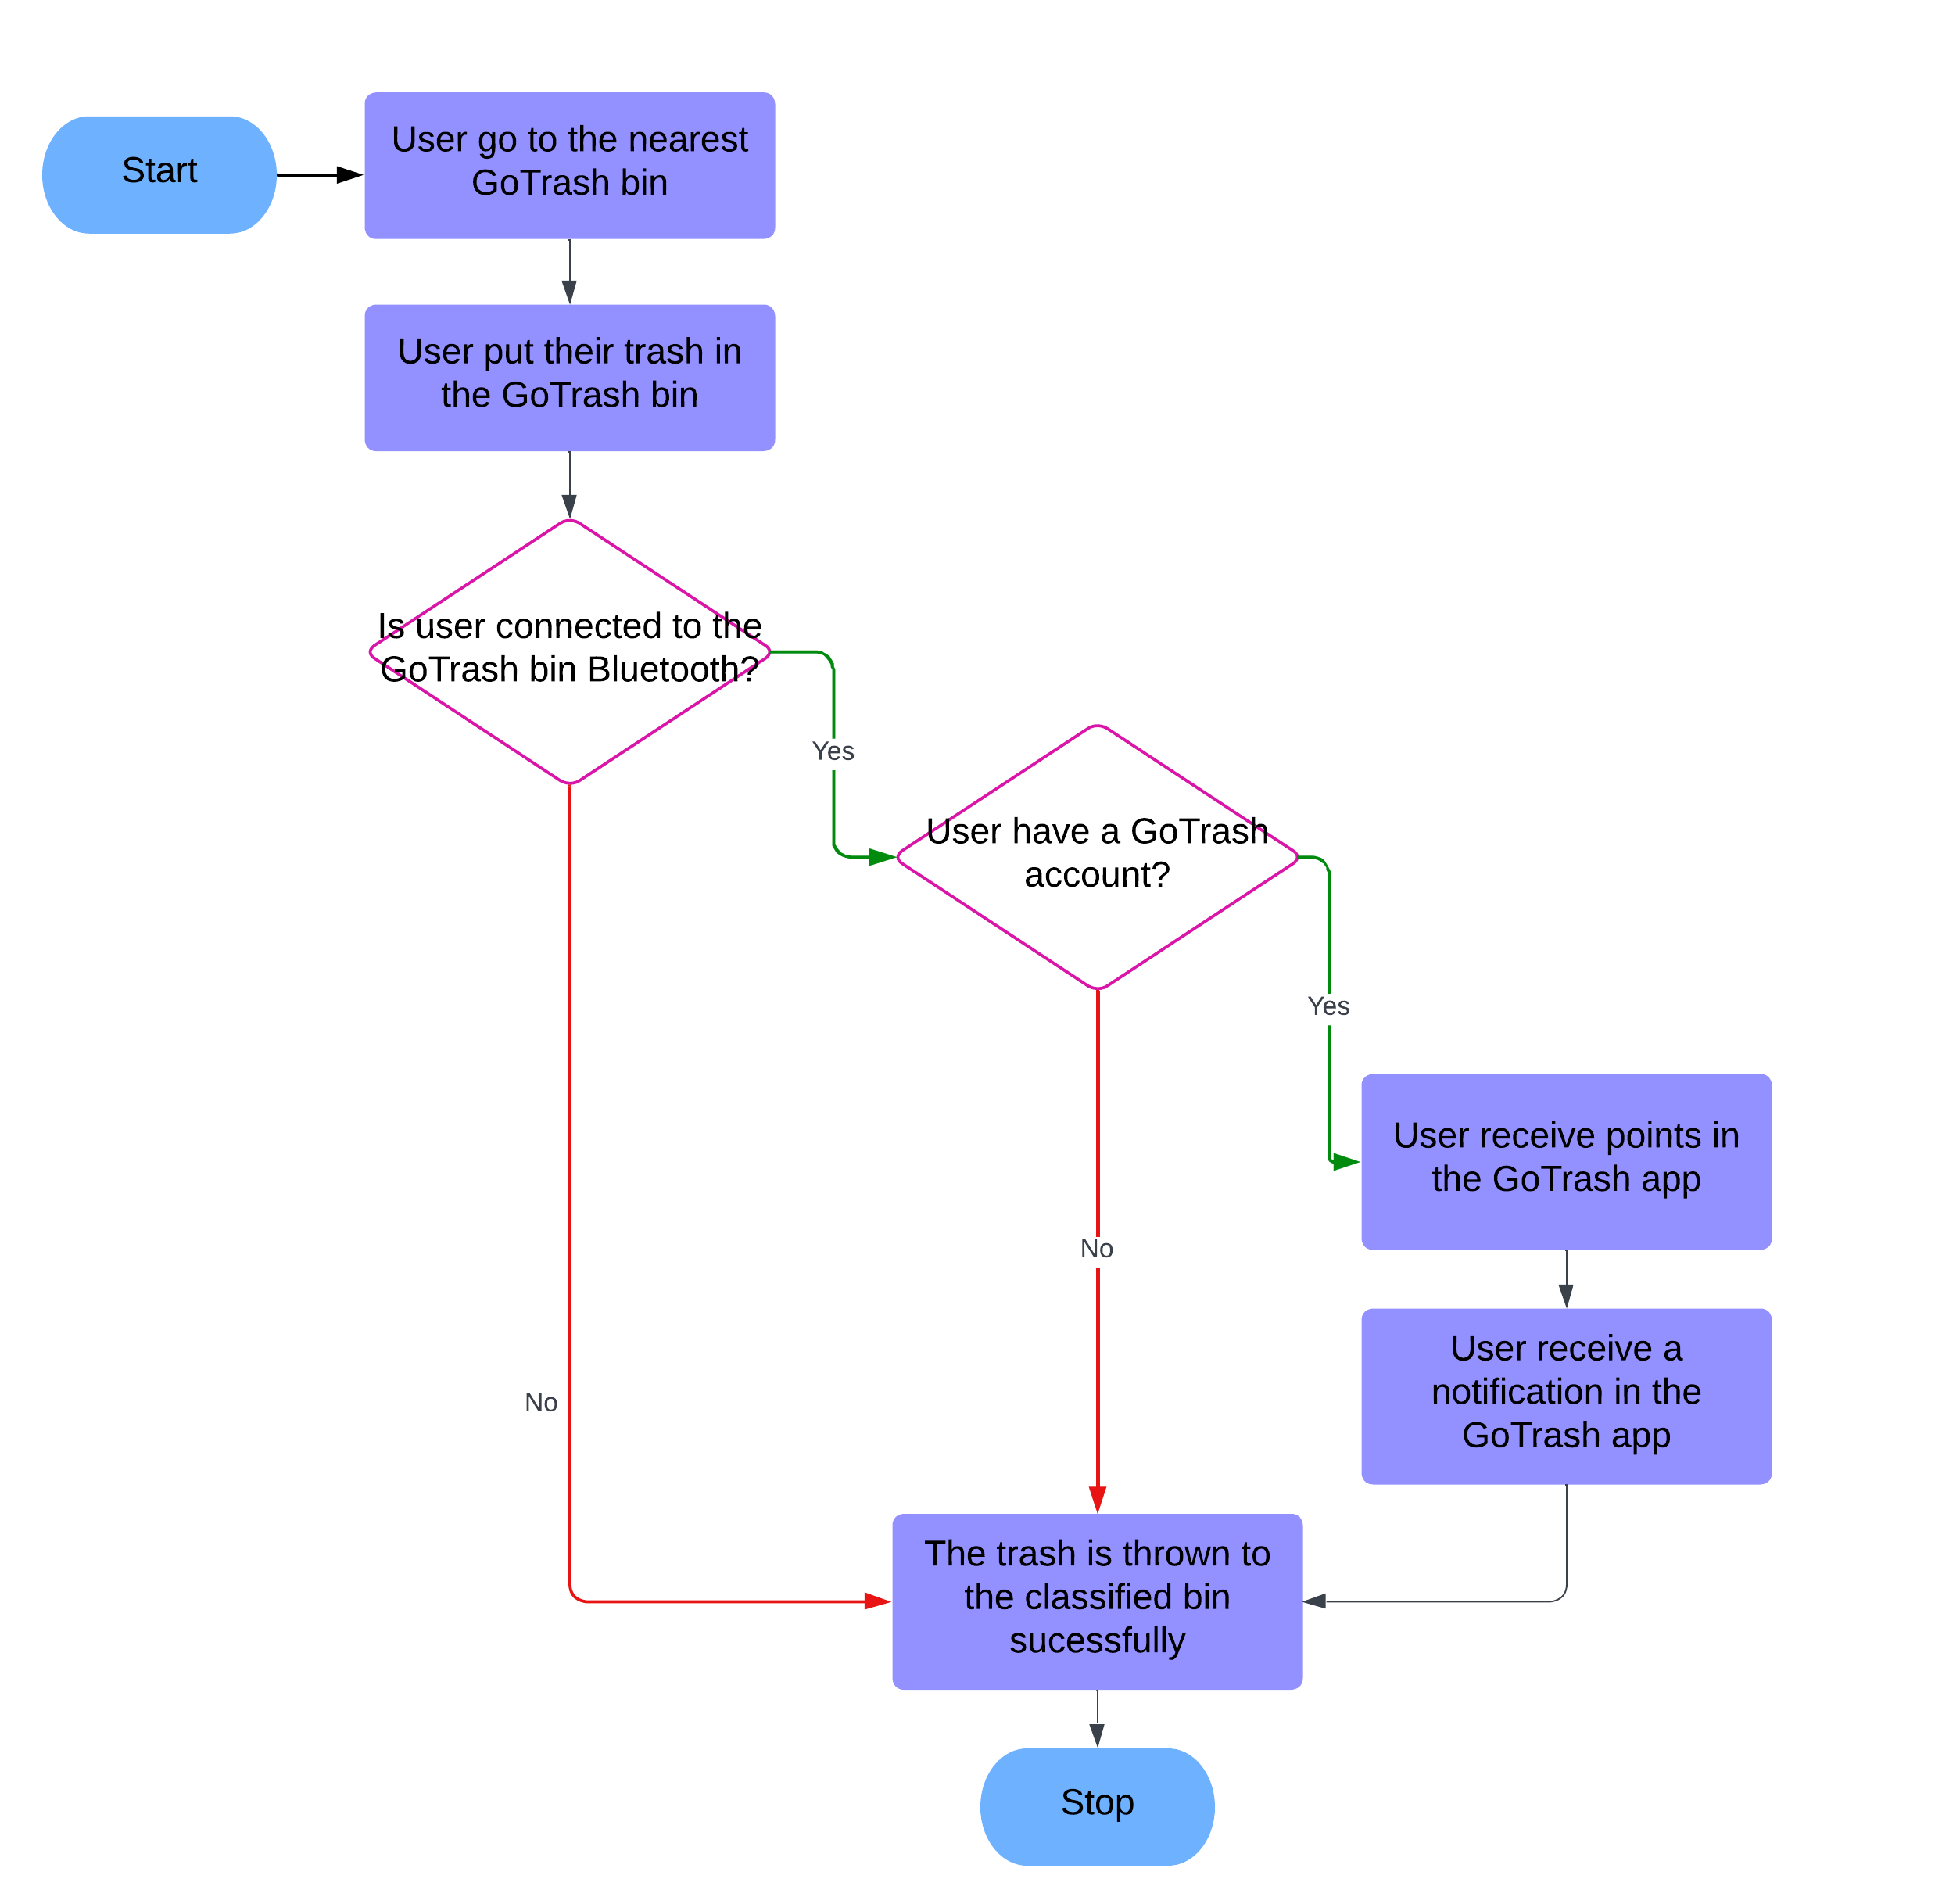 Start
User go to the nearest
GoTrash bin
User put their trash in
the GoTrash bin
Is user connected to the
GoTrash bin Bluetooth?
Yes
User have a GoTrash
account?
Yes
User receive points in
the GoTrash app
No
User receive a
notification in the
GoTrash app
No
The trash is thrown to
the classified bin
sucessfully
Stop